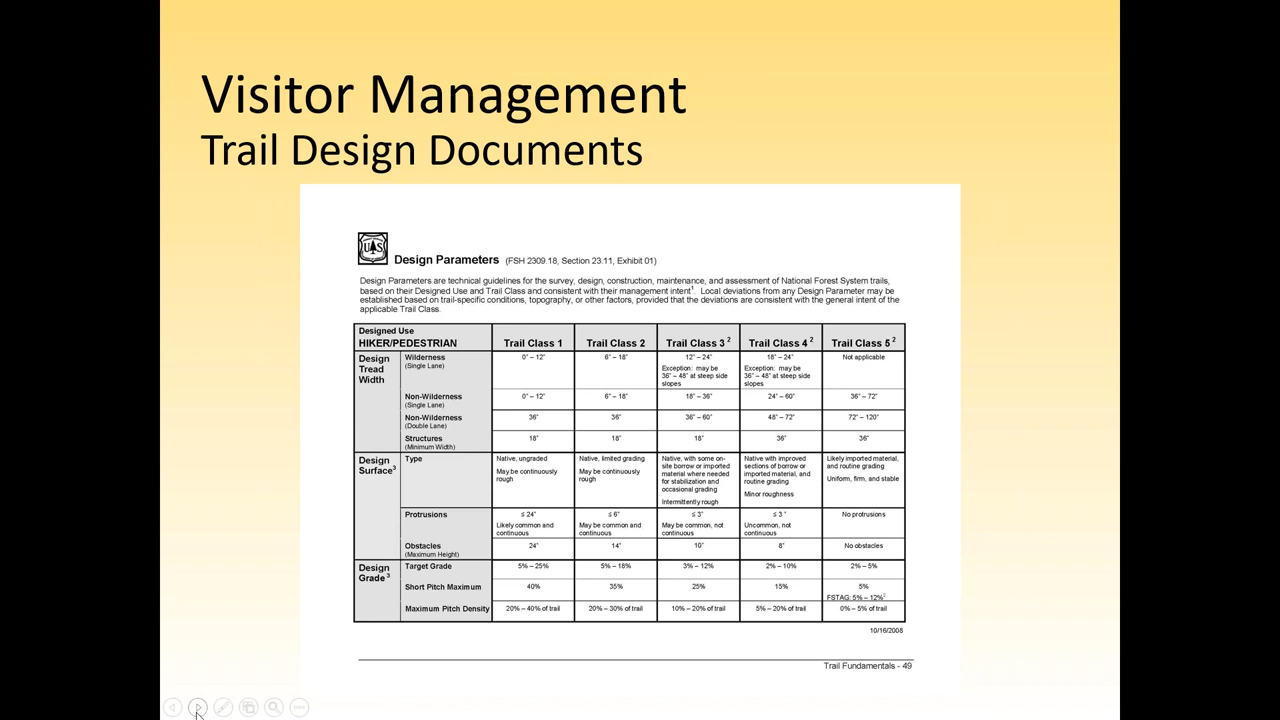 Visitor Management
Trail Design Documents
UAS
Design Parameters (FSH 2309.18, Section 23.11, Exhibit 01)
Design Parameters are technical guidelines for the survey, design, construction, maintenance, and assessment of National Forest System trails,
based on their Designed Use and Trail Class and consistent with their management intent1. Local deviations from any Design Parameter may be
established based on trail-specific conditions, topography, or other factors, provided that the deviations are consistent with the general intent of the
applicable Trail Class.
Designed Use
HIKER/PEDESTRIAN Trail Class 1 Trail Class 2 Trail Class 3 2 Trail Class 4 2 Trail Class 5 2
Design Tread Width
Wilderness (Single Lane) 0" – 12" 6" – 18" 12" – 24" 18" – 24" Not applicable
Exception: may be Exception: may be
36" – 48" at steep side 36" – 48" at steep side
slopes slopes
Non-Wilderness (Single Lane) 0" – 12" 6" – 18" 18" – 36" 24" – 60" 36" – 72"
Non-Wilderness (Double Lane) 36" 36" 36" – 60" 48" – 72" 72" – 120"
Structures (Minimum Width) 18" 18" 18" 36" 36"
Design Surface3
Type
Native, ungraded
May be continuously
rough
Native, limited grading
May be continuously
rough
Native, with some on-
site borrow or imported
material where needed
for stabilization and
occasional grading
Intermittently rough
Native with improved
sections of borrow or
imported material, and
routine grading
Minor roughness
Likely imported material,
and routine grading
Uniform, firm, and stable
Protrusions ≤ 24" ≤ 6" ≤ 3" ≤ 3 " No protrusions
Likely common and
continuous
May be common and
continuous
May be common, not
continuous
Uncommon, not
continuous
Obstacles (Maximum Height) 24" 14" 10" 8" No obstacles
Design Grade 3
Target Grade 5% – 25% 5% – 18% 3% – 12% 2% – 10% 2% – 5%
Short Pitch Maximum 40% 35% 25% 15% 5%
FSTAG: 5% – 12%2
Maximum Pitch Density 20% – 40% of trail 20% – 30% of trail 10% – 20% of trail 5% – 20% of trail 0% – 5% of trail
10/16/2008
Trail Fundamentals - 49